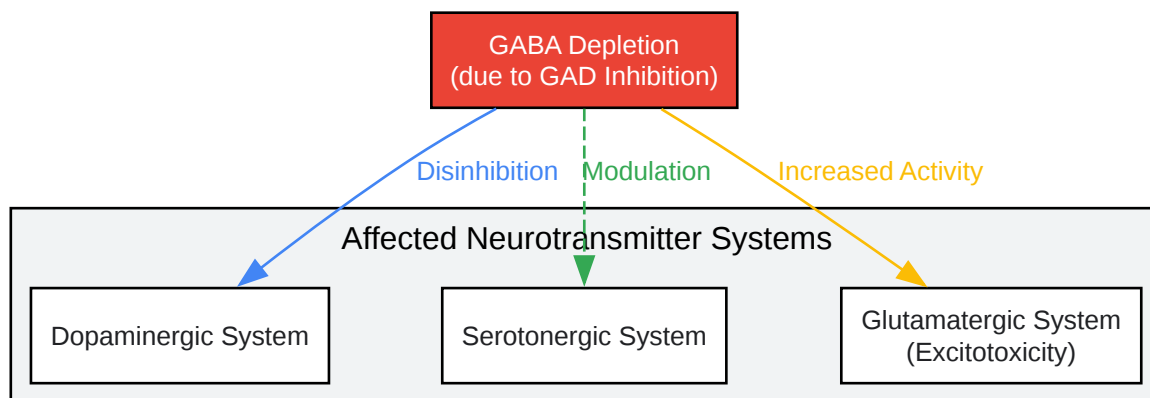 GABA Depletion
(due to GAD Inhibition)
Disinhibition
Modulation
Increased Activity
Affected Neurotransmitter Systems
Dopaminergic System
Serotonergic System
Glutamatergic System
(Excitotoxicity)